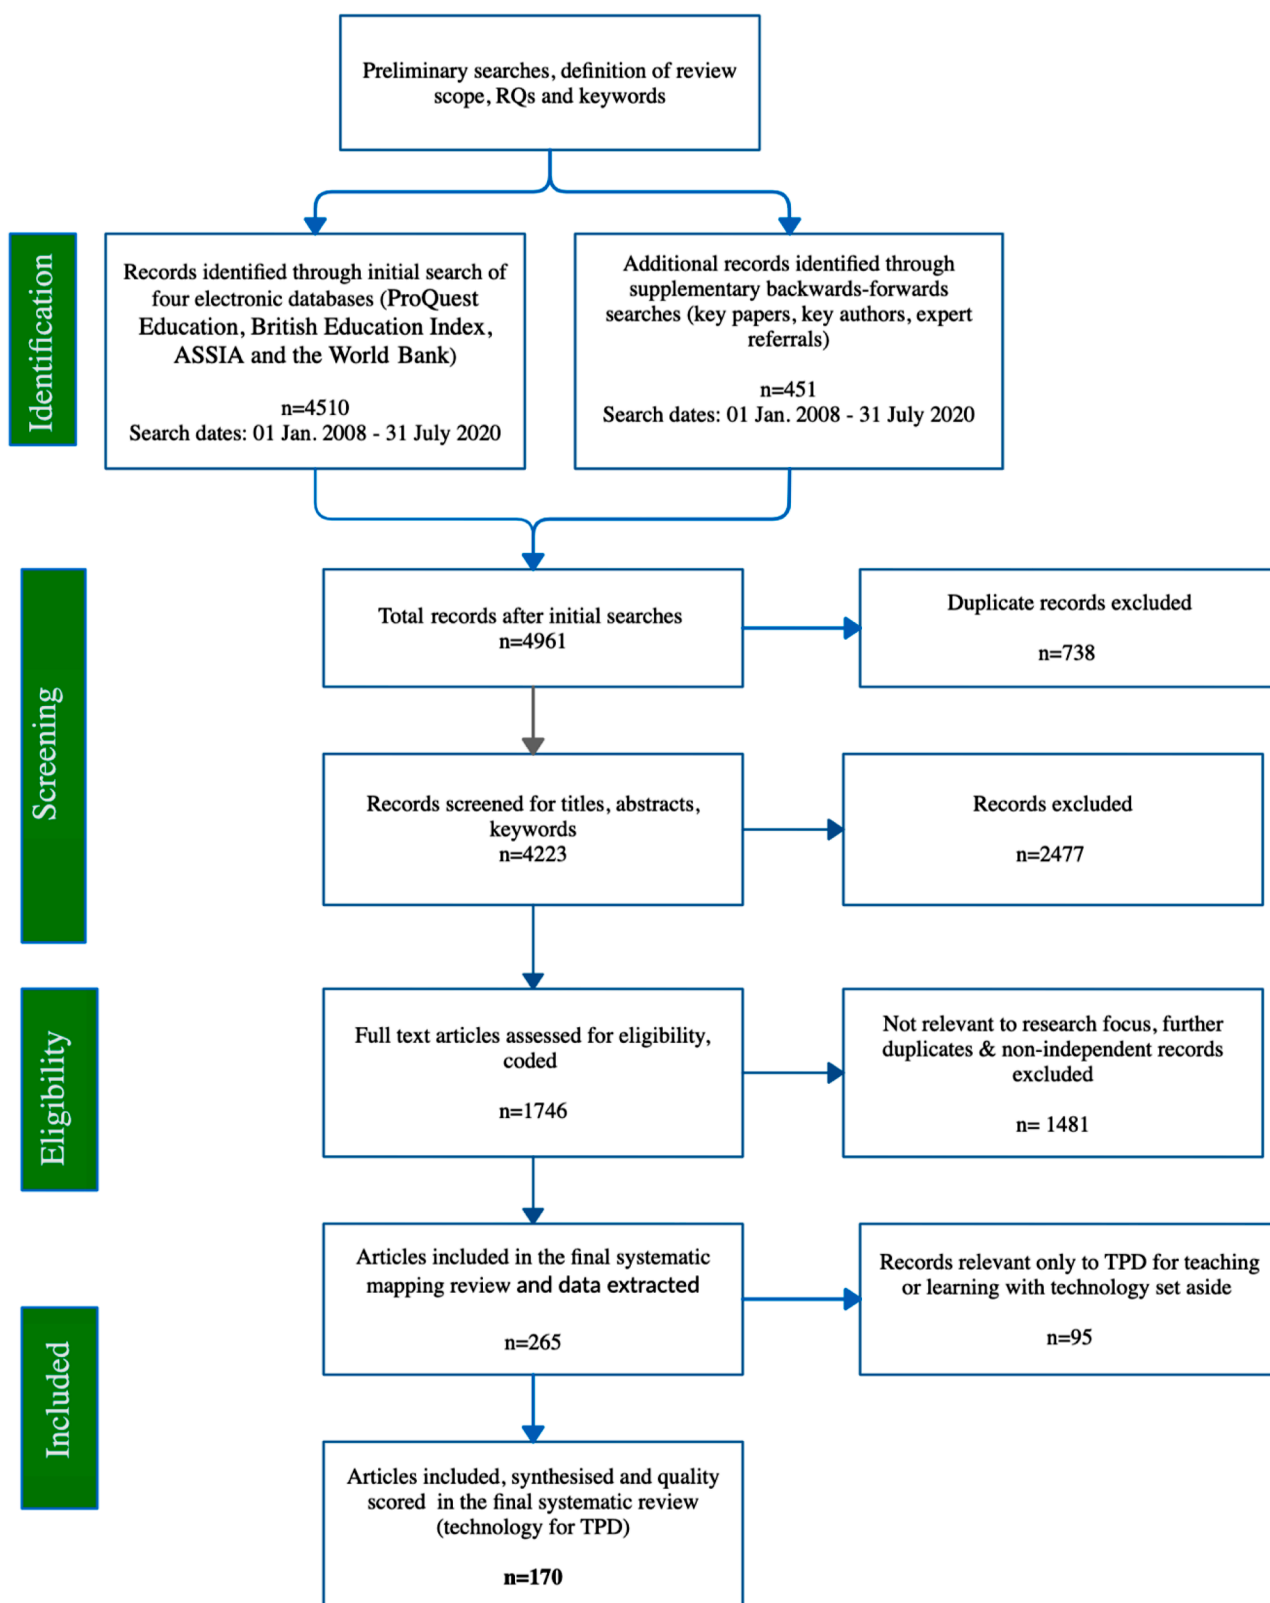 Preliminary searches, definition of review
scope, RQs and keywords
Identification
Records identified through initial search of
four electronic databases (ProQuest
Education, British Education Index,
ASSIA and the World Bank)
n=4510
Search dates: 01 Jan. 2008 - 31 July 2020
Additional records identified through
supplementary backwards-forwards
searches (key papers, key authors, expert
referrals)
n=451
Search dates: 01 Jan. 2008 - 31 July 2020
Screening
Total records after initial searches
n=4961
Duplicate records excluded
n=738
Records screened for titles, abstracts,
keywords
n=4223
Records excluded
n=2477
Eligibility
Full text articles assessed for eligibility,
coded
n=1746
Not relevant to research focus, further
duplicates & non-independent records
excluded
n= 1481
Included
Articles included in the final systematic
mapping review and data extracted
n=265
Records relevant only to TPD for teaching
or learning with technology set aside
n=95
Articles included, synthesised and quality
scored in the final systematic review
(technology for TPD)
n=170